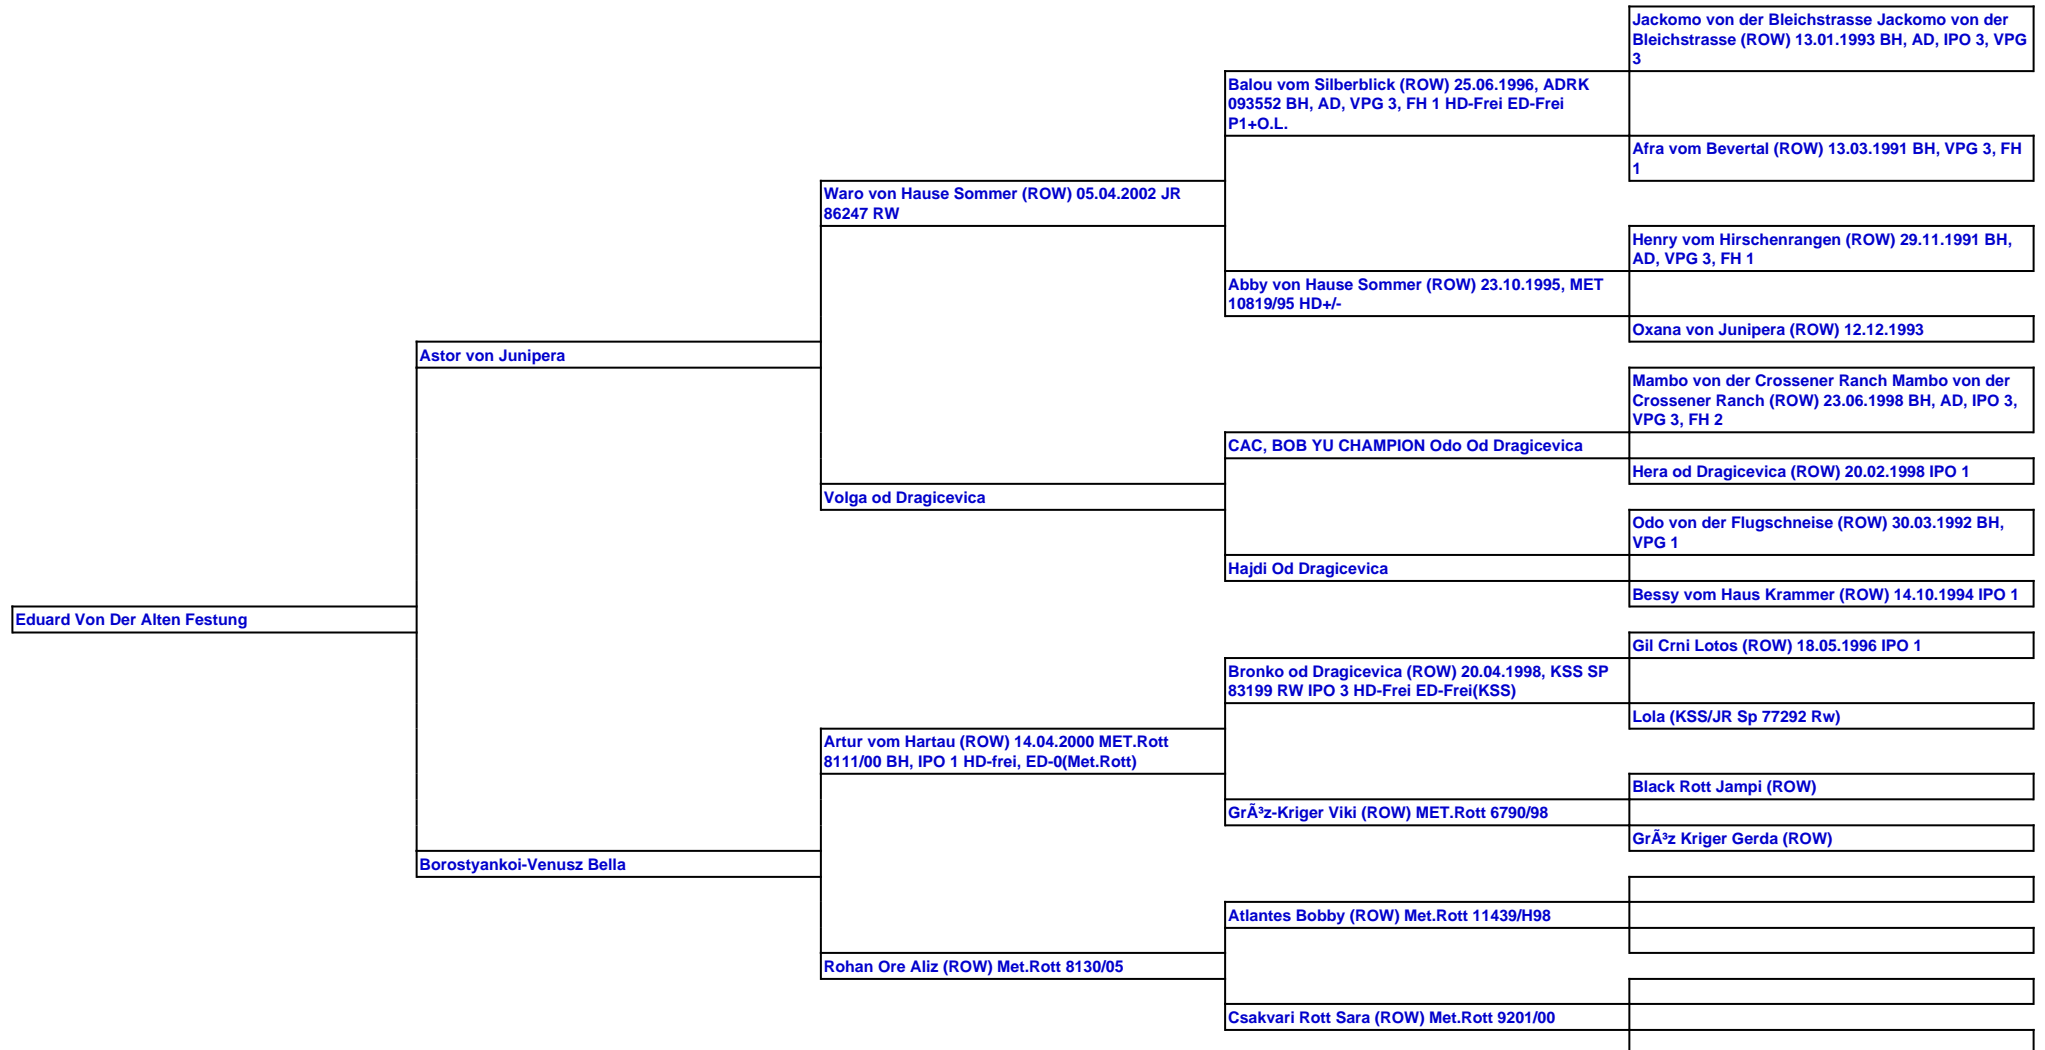 Jackomo von der Bleichstrasse Jackomo von der
Bleichstrasse (ROW) 13.01.1993 BH, AD, IPO 3, VPG
3
Balou vom Silberblick (ROW) 25.06.1996, ADRK
093552 BH, AD, VPG 3, FH 1 HD-Frei ED-Frei
P1+O.L.
Afra vom Bevertal (ROW) 13.03.1991 BH, VPG 3, FH
1
Waro von Hause Sommer (ROW) 05.04.2002 JR
86247 RW
Henry vom Hirschenrangen (ROW) 29.11.1991 BH,
AD, VPG 3, FH 1
Abby von Hause Sommer (ROW) 23.10.1995, MET
10819/95 HD+/-
Oxana von Junipera (ROW) 12.12.1993
Astor von Junipera
Mambo von der Crossener Ranch Mambo von der
Crossener Ranch (ROW) 23.06.1998 BH, AD, IPO 3,
VPG 3, FH 2
CAC, BOB YU CHAMPION Odo Od Dragicevica
Hera od Dragicevica (ROW) 20.02.1998 IPO 1
Volga od Dragicevica
Odo von der Flugschneise (ROW) 30.03.1992 BH,
VPG 1
Hajdi Od Dragicevica
Bessy vom Haus Krammer (ROW) 14.10.1994 IPO 1
Eduard Von Der Alten Festung
Gil Crni Lotos (ROW) 18.05.1996 IPO 1
Bronko od Dragicevica (ROW) 20.04.1998, KSS SP
83199 RW IPO 3 HD-Frei ED-Frei(KSS)
Lola (KSS/JR Sp 77292 Rw)
Artur vom Hartau (ROW) 14.04.2000 MET.Rott
8111/00 BH, IPO 1 HD-frei, ED-0(Met.Rott)
Black Rott Jampi (ROW)
GrÃ³z-Kriger Viki (ROW) MET.Rott 6790/98
GrÃ³z Kriger Gerda (ROW)
Borostyankoi-Venusz Bella
Atlantes Bobby (ROW) Met.Rott 11439/H98
Rohan Ore Aliz (ROW) Met.Rott 8130/05
Csakvari Rott Sara (ROW) Met.Rott 9201/00